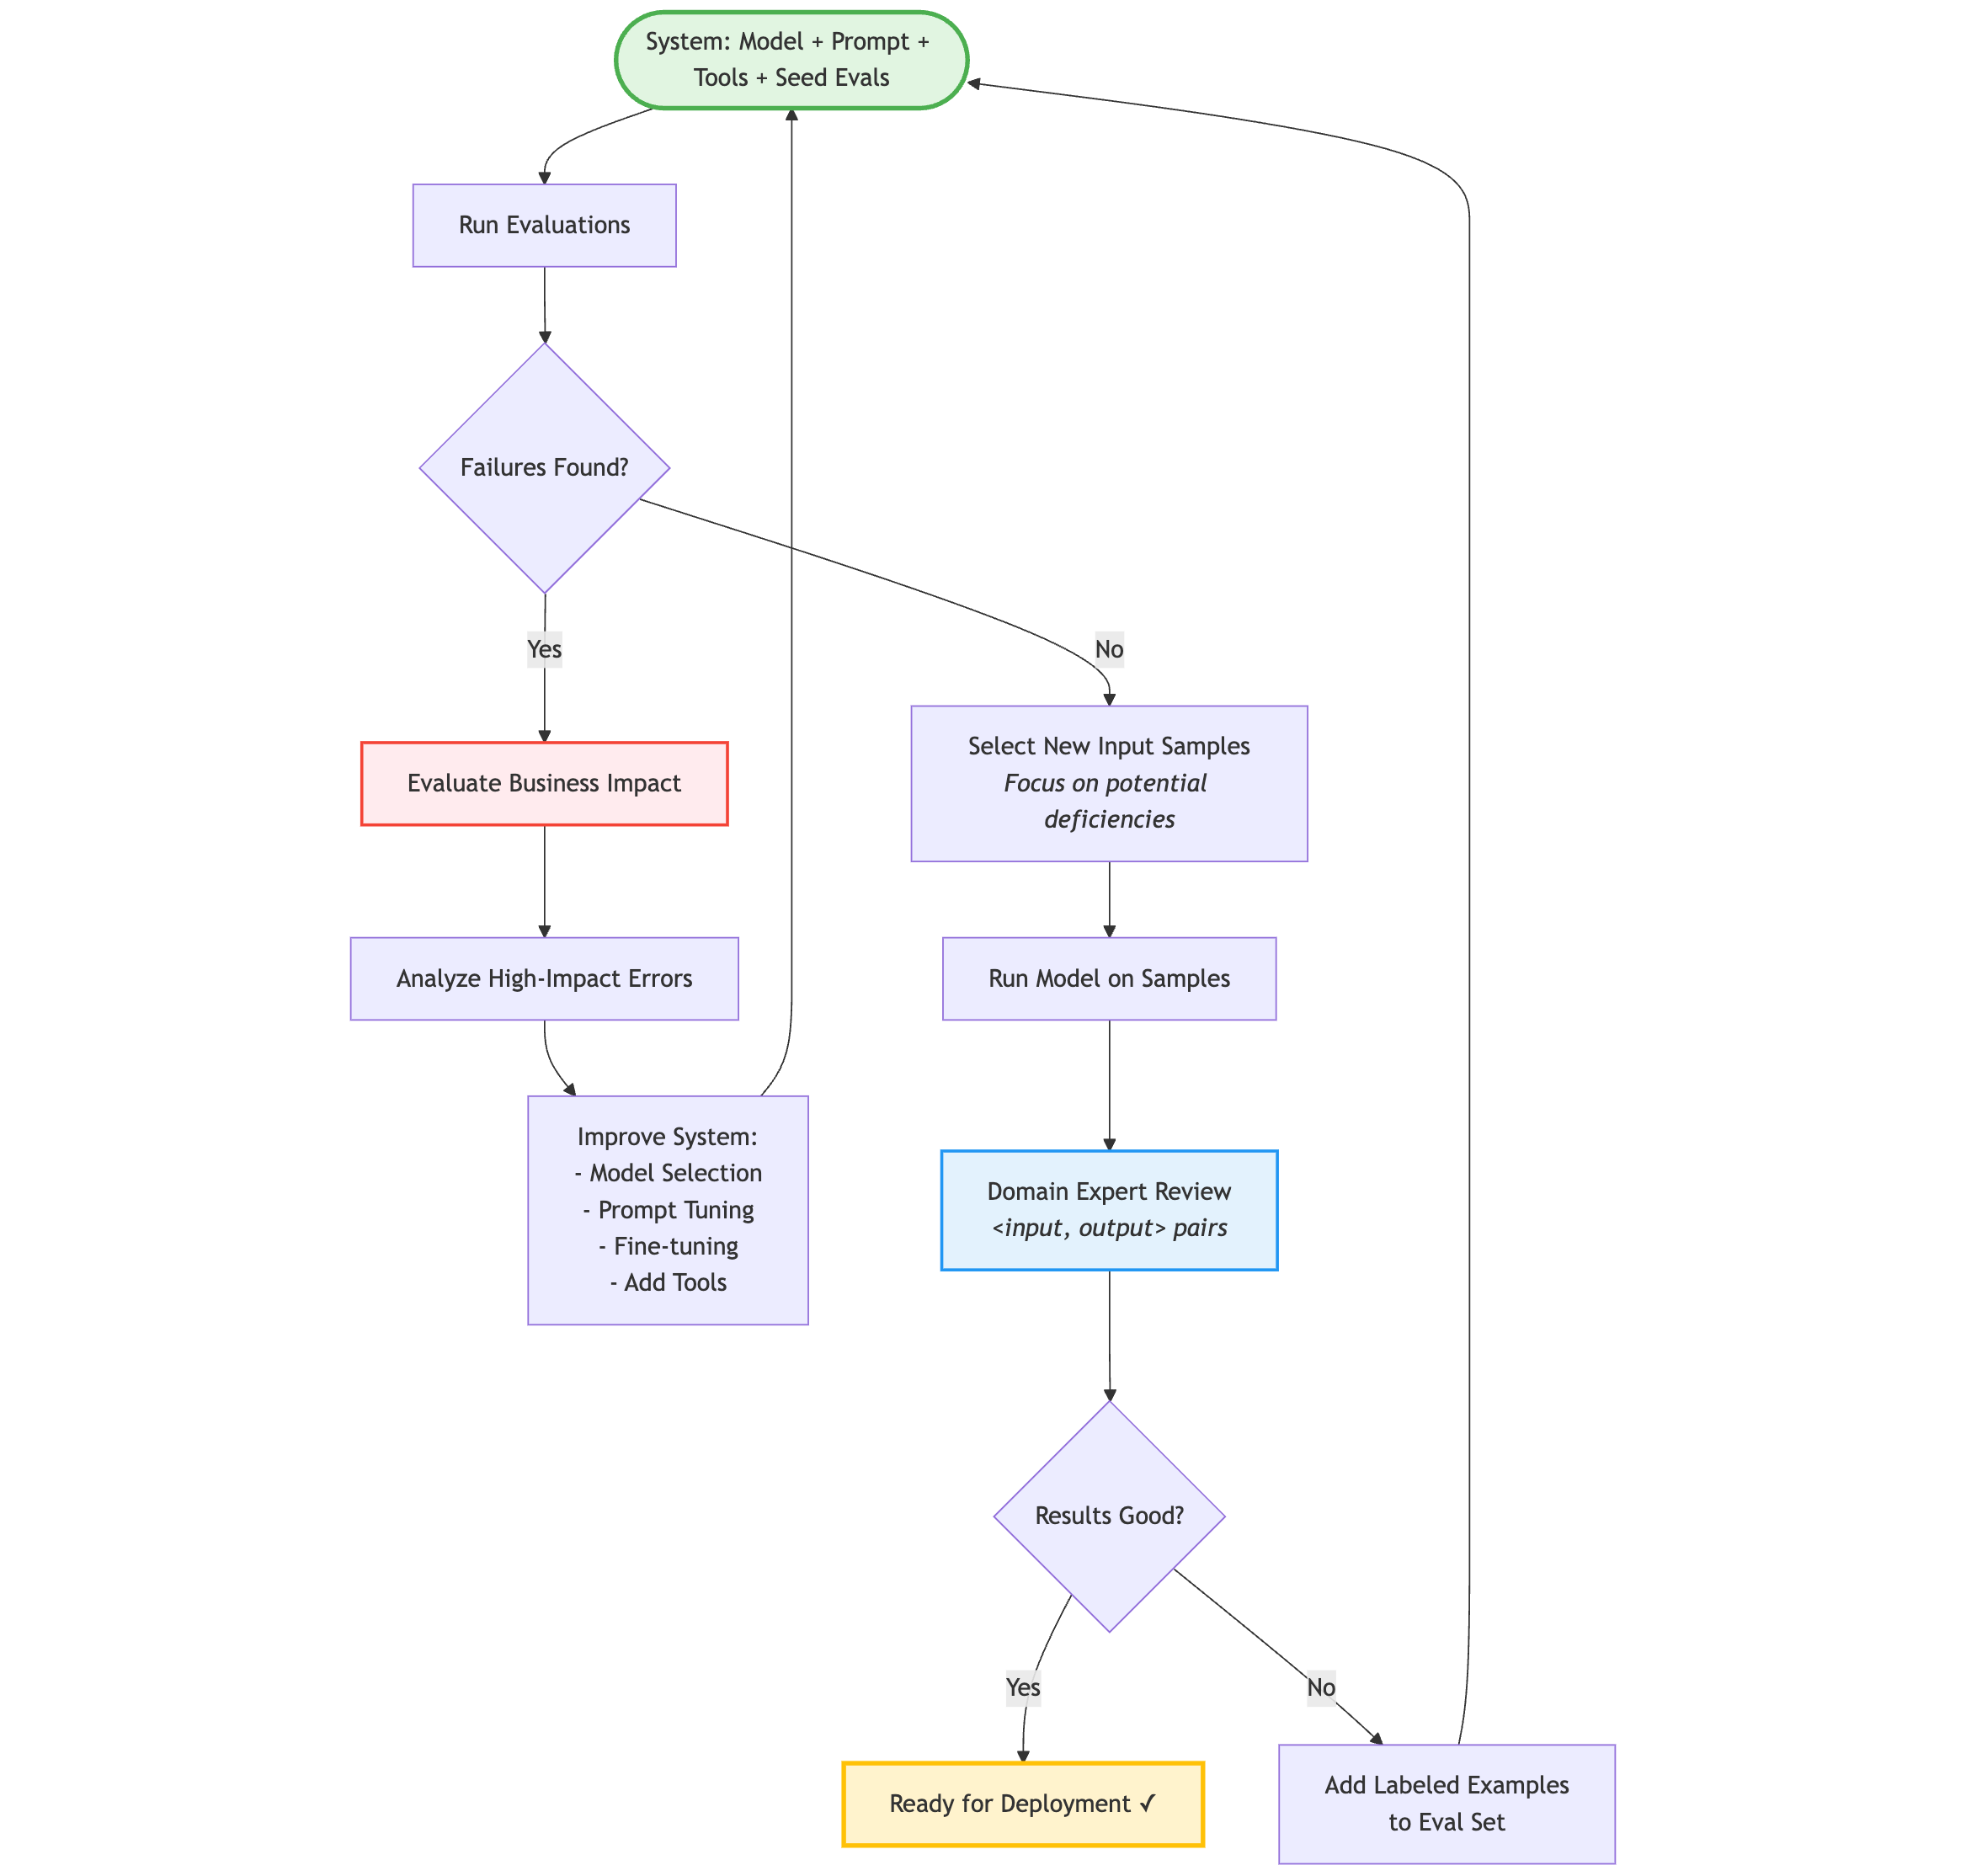 System: Model + Prompt +
Tools + Seed Evals
Run Evaluations
Failures Found?
Yes
No
Evaluate Business Impact
Select New Input Samples
Focus on potential
deficiencies
Analyze High-Impact Errors
Run Model on Samples
Improve System:
- Model Selection
- Prompt Tuning
- Fine-tuning
- Add Tools
Domain Expert Review
<input, output> pairs
Results Good?
Yes
No
Ready for Deployment ✓
Add Labeled Examples
to Eval Set